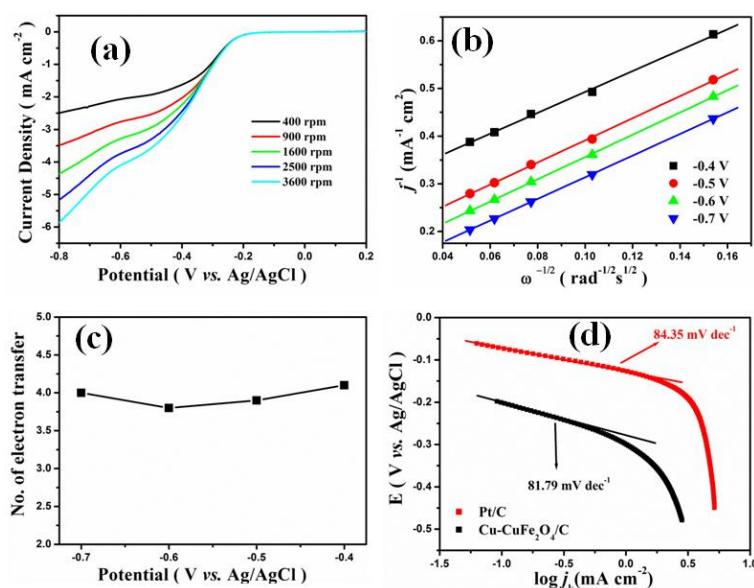 (a)
Current Density ( mA cm⁻²)
0
-1
-2
-3
-4
-5
-6
400 rpm
900 rpm
1600 rpm
2500 rpm
3600 rpm
-0.8 -0.6 -0.4 -0.2 0.0 0.2
Potential ( V vs. Ag/AgCl)
(b)
j⁻¹ (mA⁻¹ cm²)
0.6
0.5
0.4
0.3
0.2
-0.4 V
-0.5 V
-0.6 V
-0.7 V
0.04 0.06 0.08 0.10 0.12 0.14 0.16
ω⁻¹/² ( rad⁻¹/²s¹/²)
(c)
No. of electron transfer
5.0
4.5
4.0
3.5
3.0
2.5
2.0
-0.7 -0.6 -0.5 -0.4
Potential (V vs. Ag/AgCl)
(d)
E ( V vs. Ag/AgCl)
0.0
-0.1
-0.2
-0.3
-0.4
-0.5
84.35 mV dec⁻¹
81.79 mV dec⁻¹
Pt/C
Cu-CuFe₂O₄/C
-1.5 -1.0 -0.5 0.0 0.5 1.0
log jₖ(mA cm⁻²)